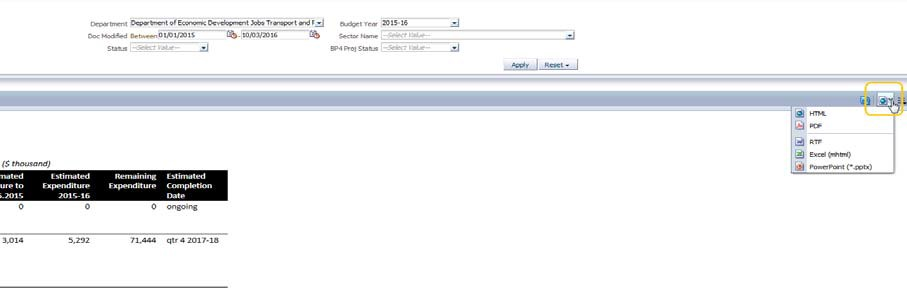 Department Department of Economic Development Jobs Transport and F Budget Year 2015-16
Doc Modified Between 01/01/2015 - 10/03/2016 Sector Name --Select Value--
Status --Select Value-- BP4 Proj Status --Select Value--
Apply Reset
HTML
PDF
RTF
Excel (mhtml)
PowerPoint (*.pptx)
($ thousand)
mated Estimated Remaining Estimated
ure to Expenditure Expenditure Completion
.2015 2015-16 Date
0 0 0 ongoing
3,014 5,292 71,444 qtr 4 2017-18